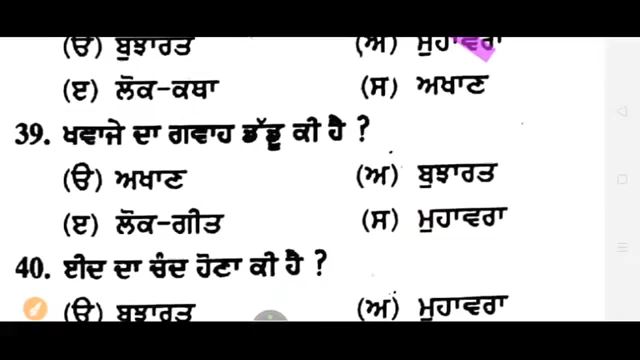 (ੳ) ਬੁਝਾਰਤ (ਅ) ਮੁਹਾਵਰਾ
(ੲ) ਲੋਕ-ਕਥਾ (ਸ) ਅਖਾਣ
39. ਖਵਾਜੇ ਦਾ ਗਵਾਹ ਡੱਡੂ ਕੀ ਹੈ ?
(ੳ) ਅਖਾਣ (ਅ) ਬੁਝਾਰਤ
(ੲ) ਲੋਕ-ਗੀਤ (ਸ) ਮੁਹਾਵਰਾ
40. ਈਦ ਦਾ ਚੰਦ ਹੋਣਾ ਕੀ ਹੈ ?
(ੳ) ਬੁਝਾਰਤ (ਅ) ਮੁਹਾਵਰਾ